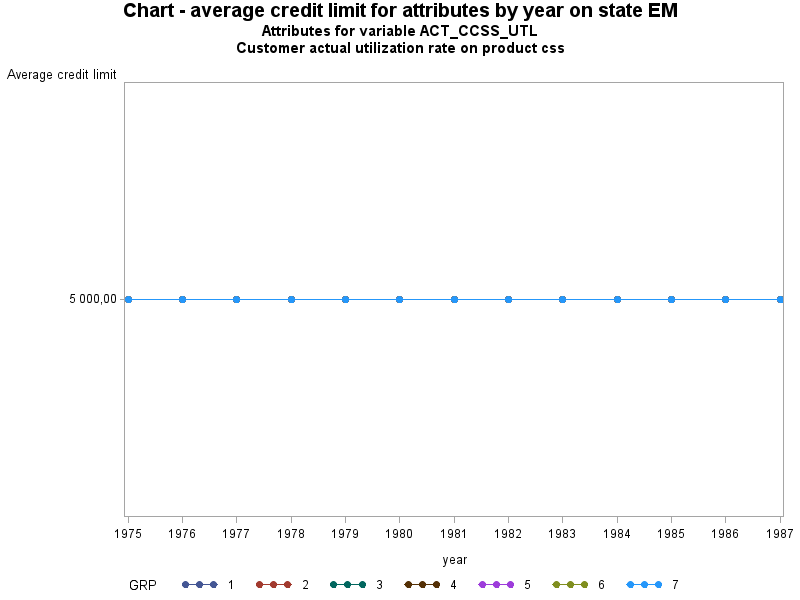 Chart - average credit limit for attributes by year on state EM
Attributes for variable ACT_CCSS_UTL
Customer actual utilization rate on product css
Average credit limit
5 000,00
1975 1976 1977 1978 1979 1980 1981 1982 1983 1984 1985 1986 1987
year
GRP 1 2 3 4 5 6 7